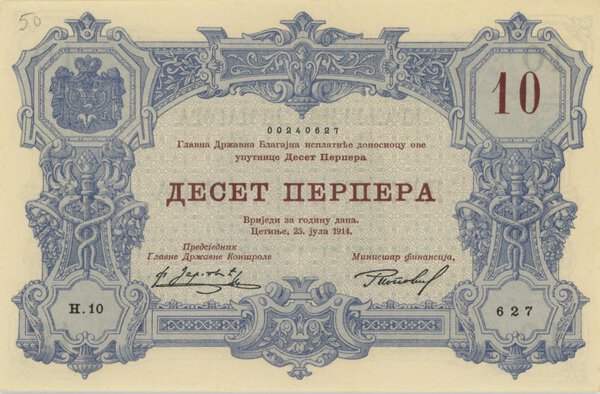 50
10
00240627
Главна Државна Благајна исплатиће доносиоцу ове
упутнице Десет Перпера
ДЕСЕТ ПЕРПЕРА
Вриједи за годину дана.
Цетиње, 25. јула 1914.
Предсједник
Главне Државне Контроле
Министар финансија,
Н.10
627